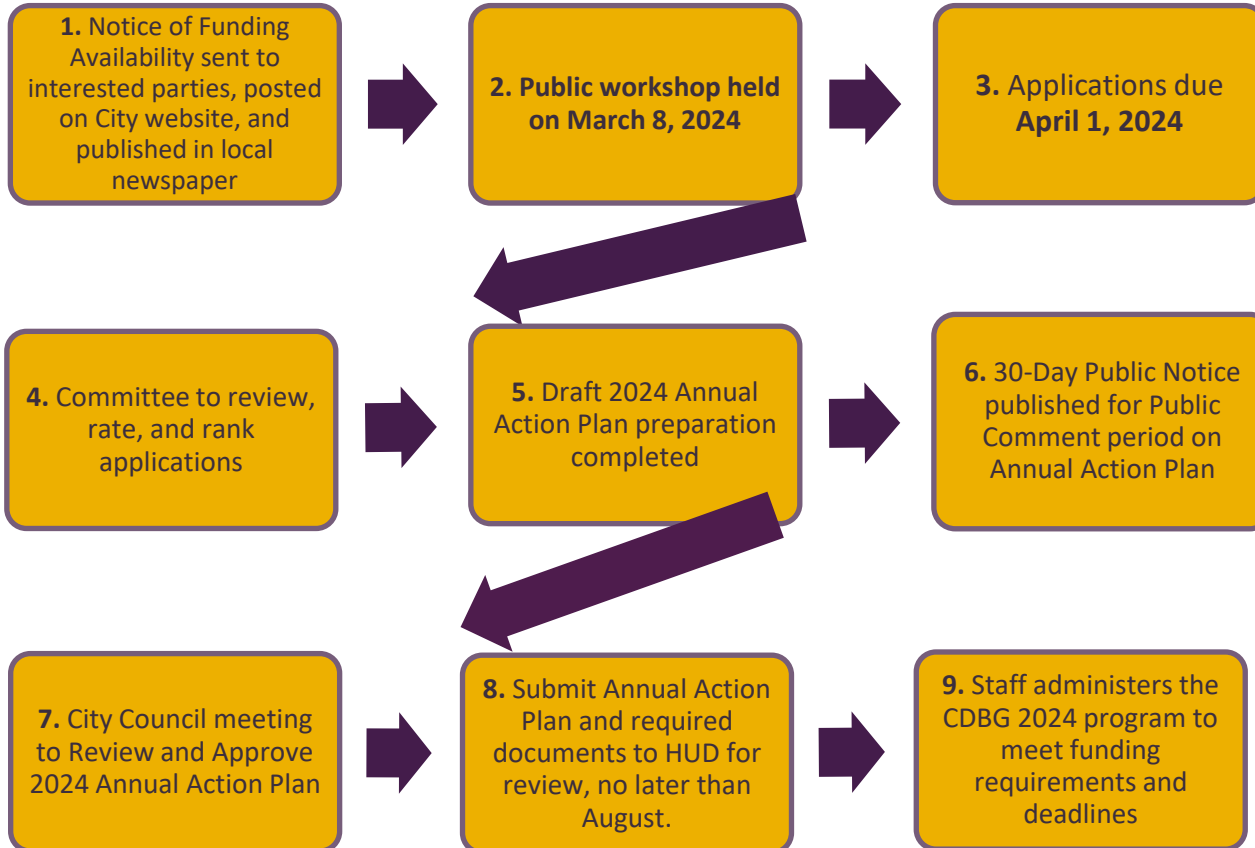 1. Notice of Funding
Availability sent to
interested parties, posted
on City website, and
published in local
newspaper
2. Public workshop held
on March 8, 2024
3. Applications due
April 1, 2024
4. Committee to review,
rate, and rank
applications
5. Draft 2024 Annual
Action Plan preparation
completed
6. 30-Day Public Notice
published for Public
Comment period on
Annual Action Plan
7. City Council meeting
to Review and Approve
2024 Annual Action Plan
8. Submit Annual Action
Plan and required
documents to HUD for
review, no later than
August.
9. Staff administers the
CDBG 2024 program to
meet funding
requirements and
deadlines